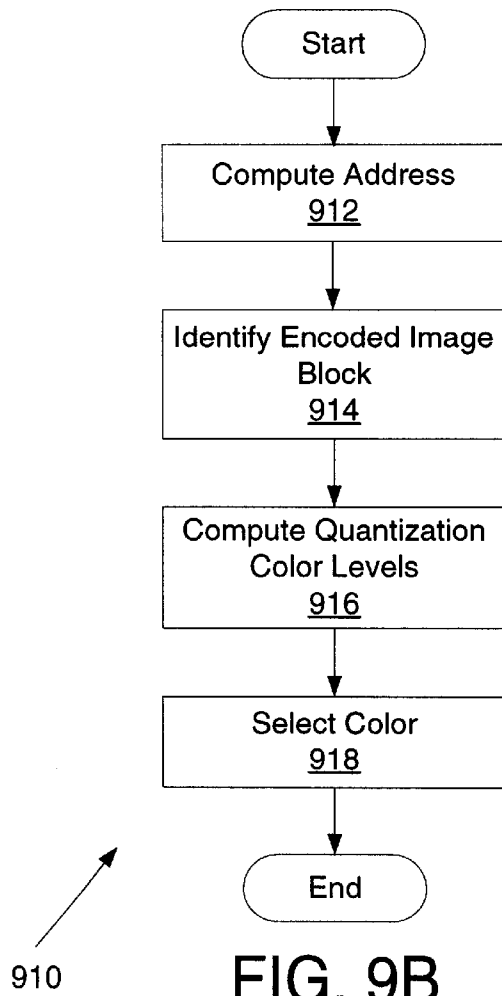 Start
Compute Address
912
Identify Encoded Image
Block
914
Compute Quantization
Color Levels
916
Select Color
918
End
910
FIG. 9B